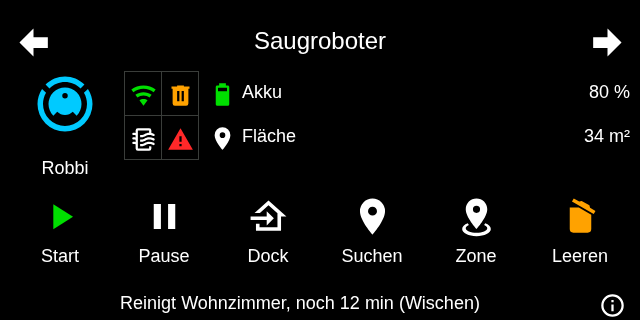 Saugroboter
Akku 80 %
Fläche 34 m²
Robbi
Start Pause Dock Suchen Zone Leeren
Reinigt Wohnzimmer, noch 12 min (Wischen)